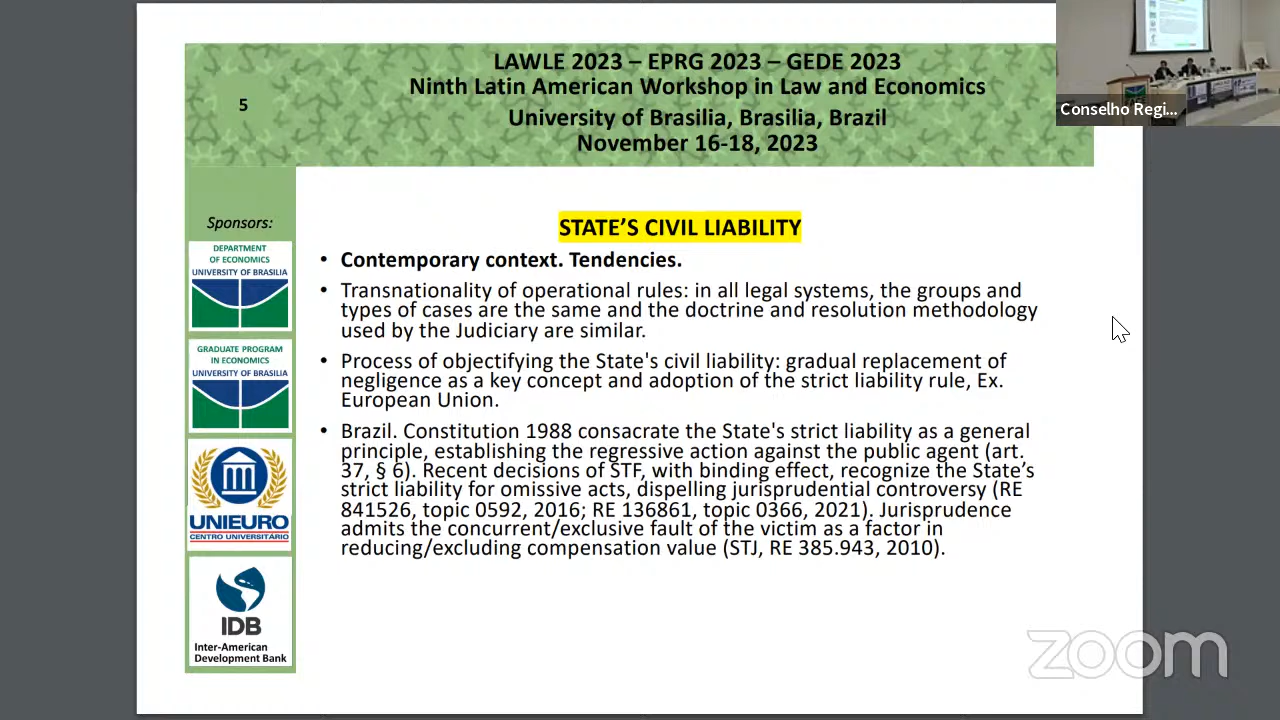 LAWLE 2023 – EPRG 2023 – GEDE 2023
Ninth Latin American Workshop in Law and Economics
University of Brasilia, Brasilia, Brazil
November 16-18, 2023
5
Conselho Regi...
Sponsors:
DEPARTMENT
OF ECONOMICS
UNIVERSITY OF BRASILIA
GRADUATE PROGRAM
IN ECONOMICS
UNIVERSITY OF BRASILIA
UNIEURO
CENTRO UNIVERSITÁRIO
IDB
Inter-American
Development Bank
STATE'S CIVIL LIABILITY
• Contemporary context. Tendencies.
• Transnationality of operational rules: in all legal systems, the groups and
types of cases are the same and the doctrine and resolution methodology
used by the Judiciary are similar.
• Process of objectifying the State's civil liability: gradual replacement of
negligence as a key concept and adoption of the strict liability rule, Ex.
European Union.
• Brazil. Constitution 1988 consacrate the State's strict liability as a general
principle, establishing the regressive action against the public agent (art.
37, § 6). Recent decisions of STF, with binding effect, recognize the State's
strict liability for omissive acts, dispelling jurisprudential controversy (RE
841526, topic 0592, 2016; RE 136861, topic 0366, 2021). Jurisprudence
admits the concurrent/exclusive fault of the victim as a factor in
reducing/excluding compensation value (STJ, RE 385.943, 2010).
zoom